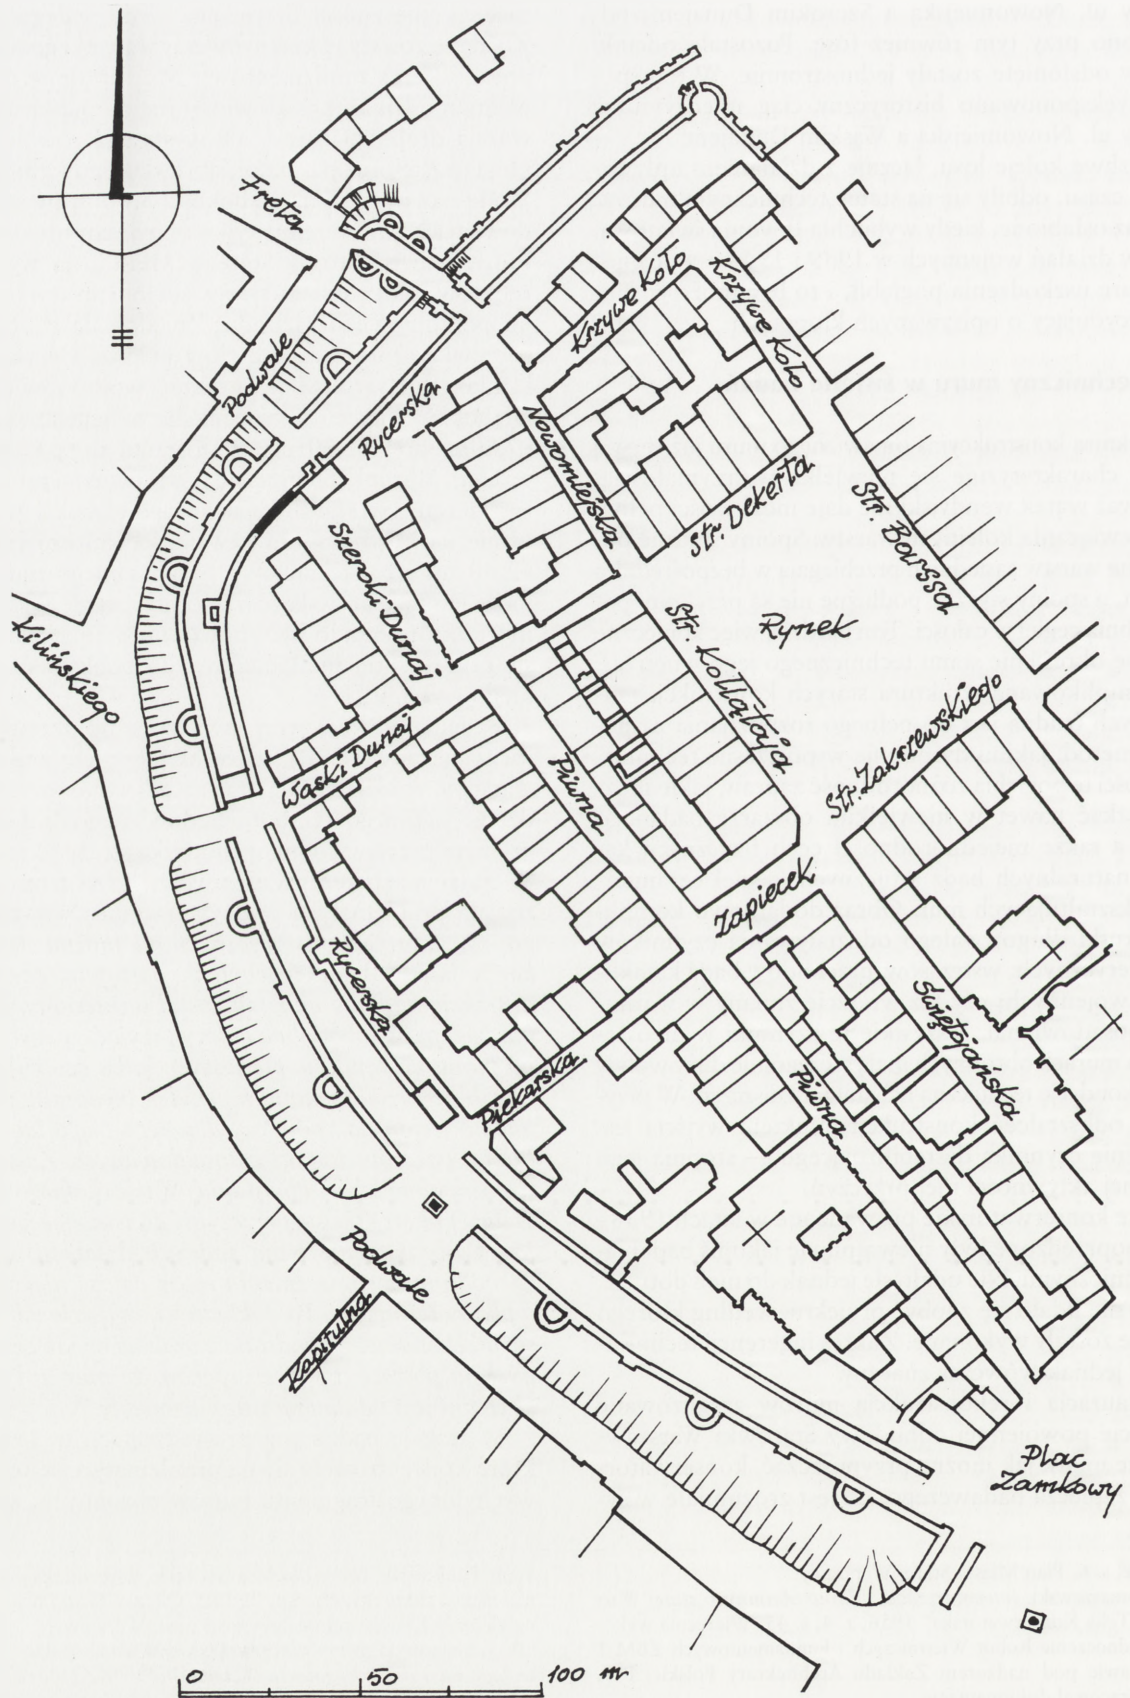 Freta
Podwale
Rycerska
Krzywe Koło
Krzywe Koło
Nowomiejska
Str. Dekerta
Str. Barssa
Szeroki Dunaj
Kilińskiego
Rynek
Str. Kołłątaja
Str. Zakrzewskiego
Wąski Dunaj
Piwna
Zapiecek
Rycerska
Świętojańska
Piekarska
Piwna
Podwale
Kapitulna
Plac
Zamkowy
0 50 100 m